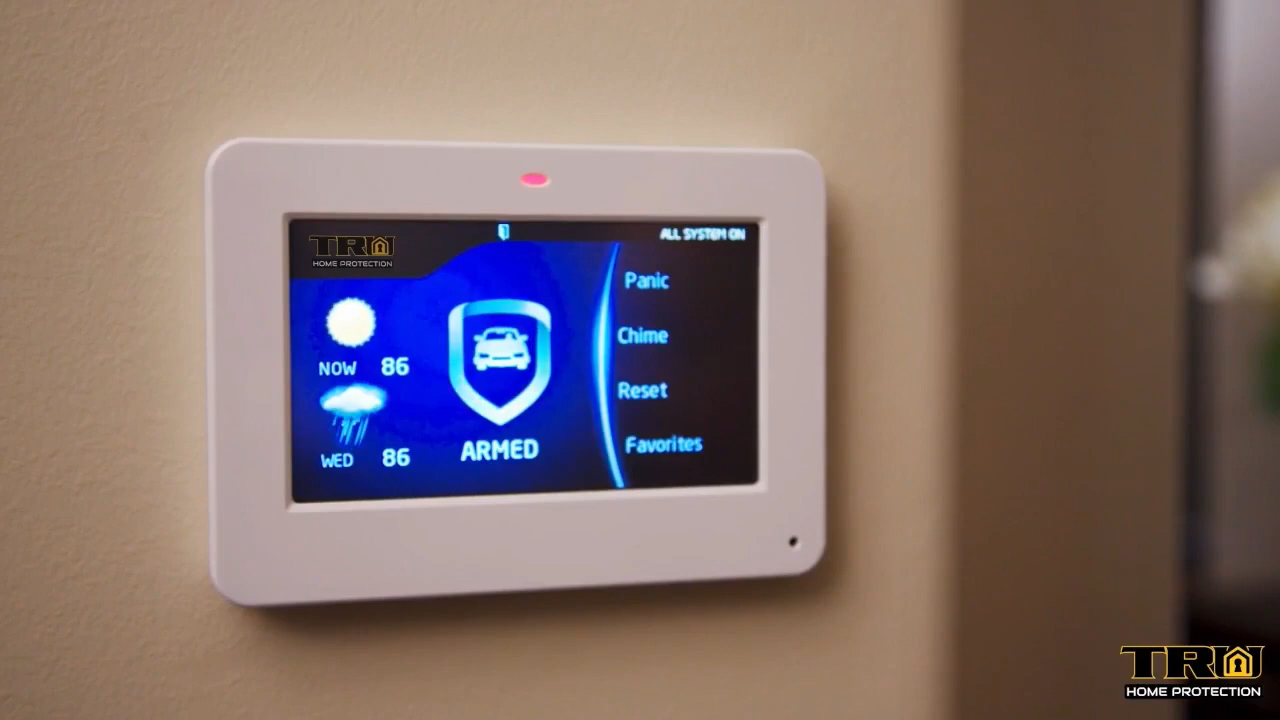 TRU
HOME PROTECTION
ALL SYSTEM ON
NOW 86
WED 86
ARMED
Panic
Chime
Reset
Favorites
TRU
HOME PROTECTION